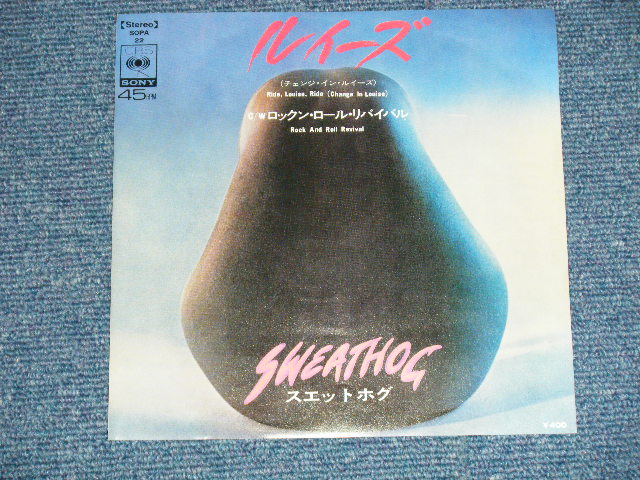 【Stereo】
SOPA
22
CBS
SONY
45
ルイーズ
(チェンジ・イン・ルイーズ)
Ride, Louise, Ride (Change In Louise)
C/Wロックン・ロール・リバイバル
Rock And Roll Revival
SWEATHOG
スエットホグ
¥400